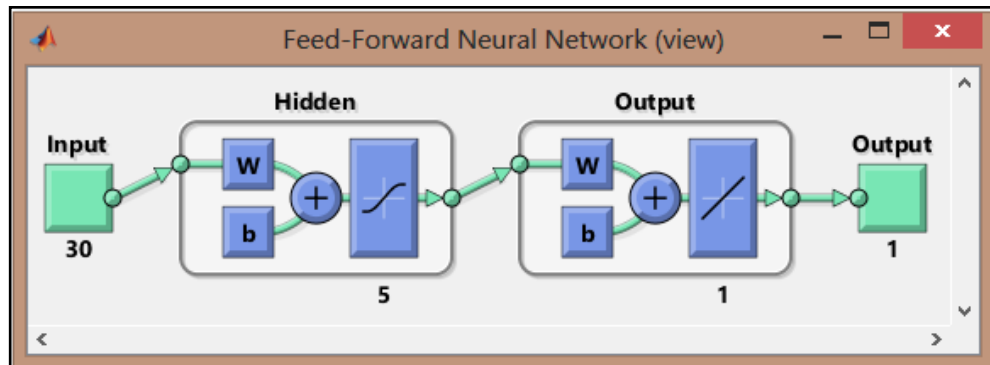 Feed-Forward Neural Network (view)
Hidden
Output
Input
Output
W
b
+
W
b
+
30
5
1
1